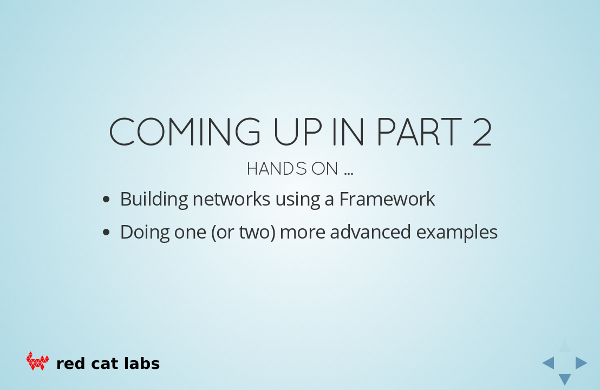 COMING UP IN PART 2
HANDS ON ...
• Building networks using a Framework
• Doing one (or two) more advanced examples
red cat labs